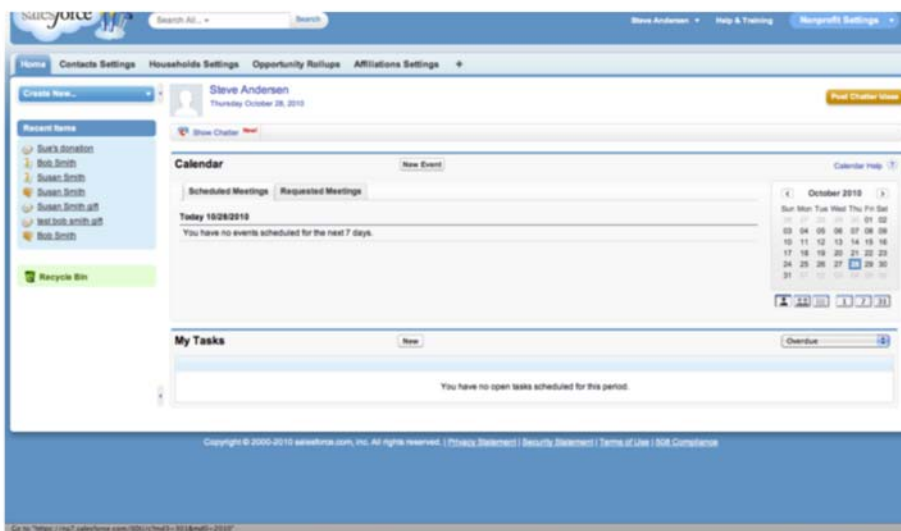 salesforce
Search All...
Search
Steve Andersen
Help & Training
Nonprofit Settings
Home
Contacts Settings
Households Settings
Opportunity Rollups
Affiliations Settings
+
Create New...
Steve Andersen
Thursday October 28, 2010
Post Chatter
Recent Items
Sue's donation
Bob Smith
Susan Smith
Susan Smith
Susan Smith gift
test bob smith gift
Bob Smith
Recycle Bin
Show Chatter New!
Calendar
New Event
Calendar Help ?
Scheduled Meetings
Requested Meetings
Today 10/28/2010
You have no events scheduled for the next 7 days.
October 2010
Sun Mon Tue Wed Thu Fri Sat
01 02
03 04 05 06 07 08 09
10 11 12 13 14 15 16
17 18 19 20 21 22 23
24 25 26 27 28 29 30
31
1 7 31
My Tasks
New
Overdue
You have no open tasks scheduled for this period.
Copyright © 2000-2010 salesforce.com, inc. All rights reserved. | Privacy Statement | Security Statement | Terms of Use | 508 Compliance